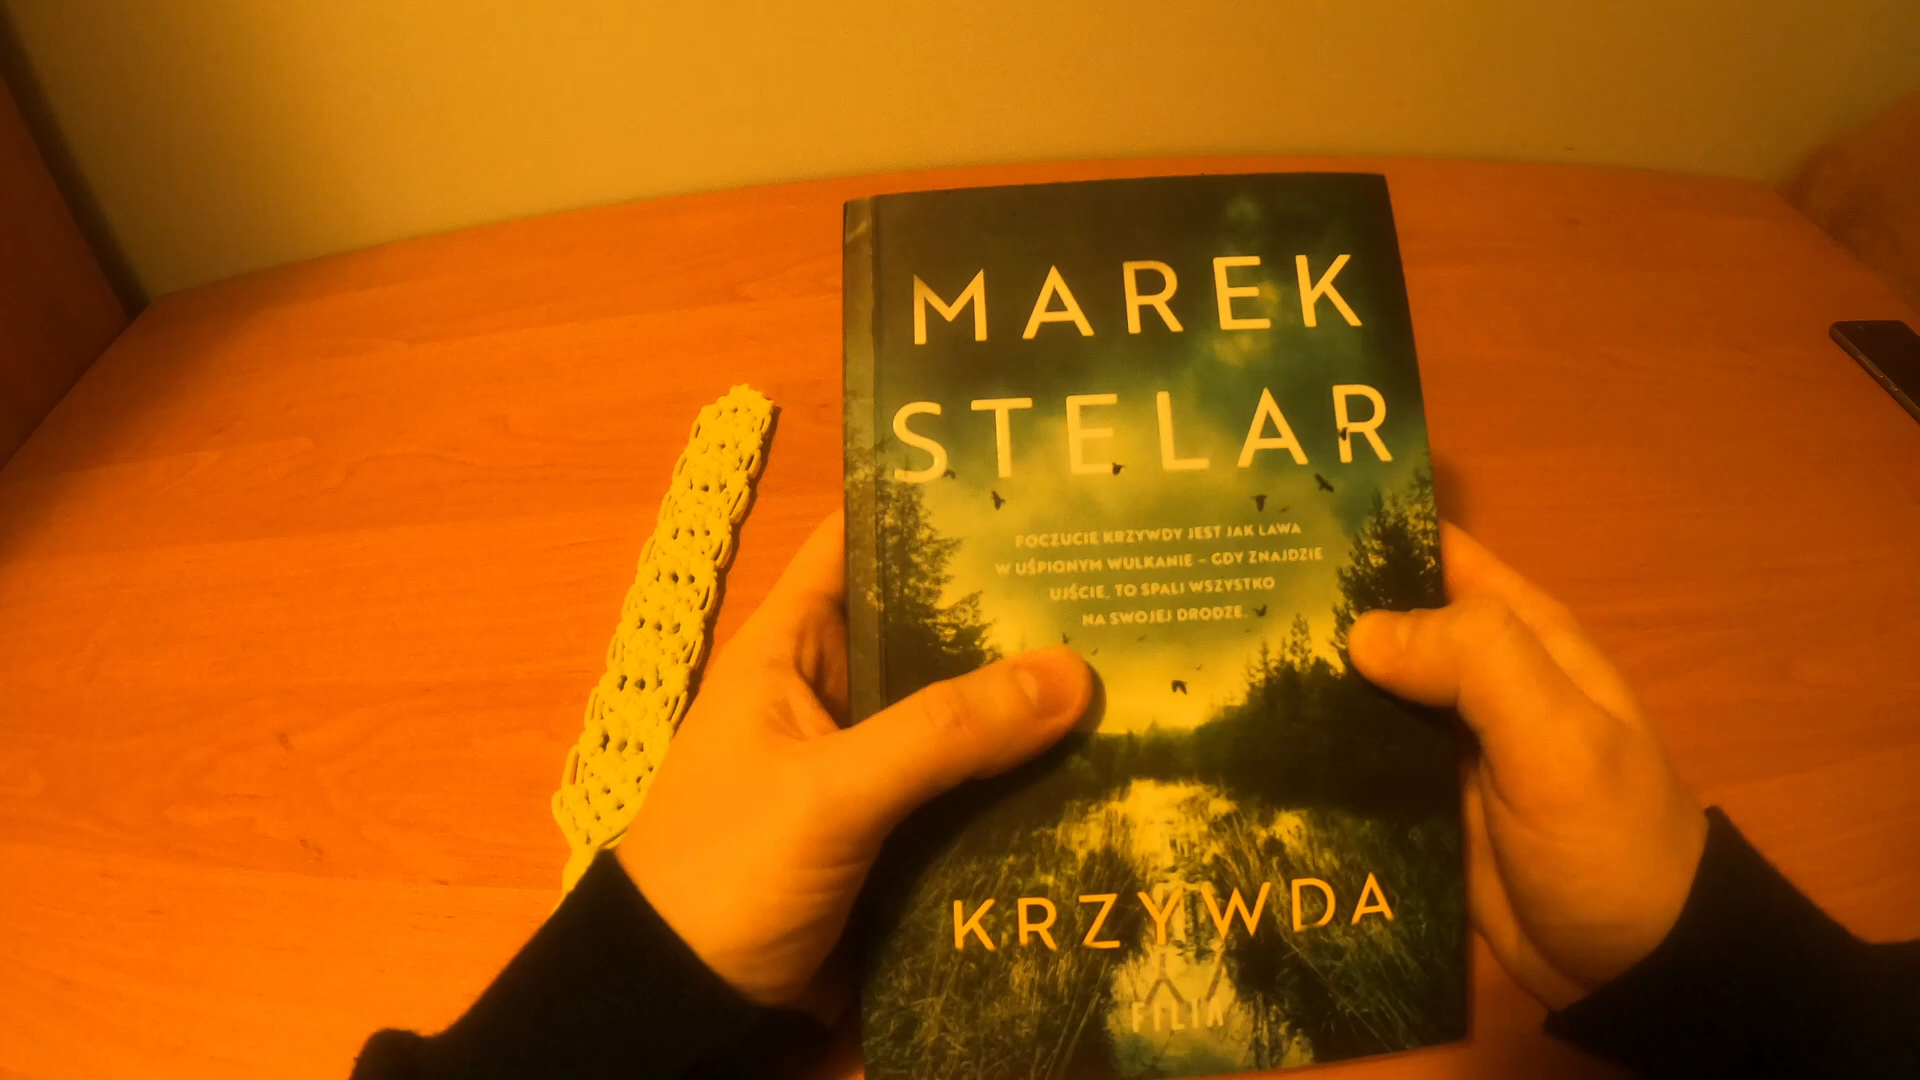 MAREK
STELAR
POCZUCIE KRZYWDY JEST JAK LAWA
W UŚPIONYM WULKANIE – GDY ZNAJDZIE
UJŚCIE, TO SPALI WSZYSTKO
NA SWOJEJ DRODZE.
KRZYWDA
FILIA